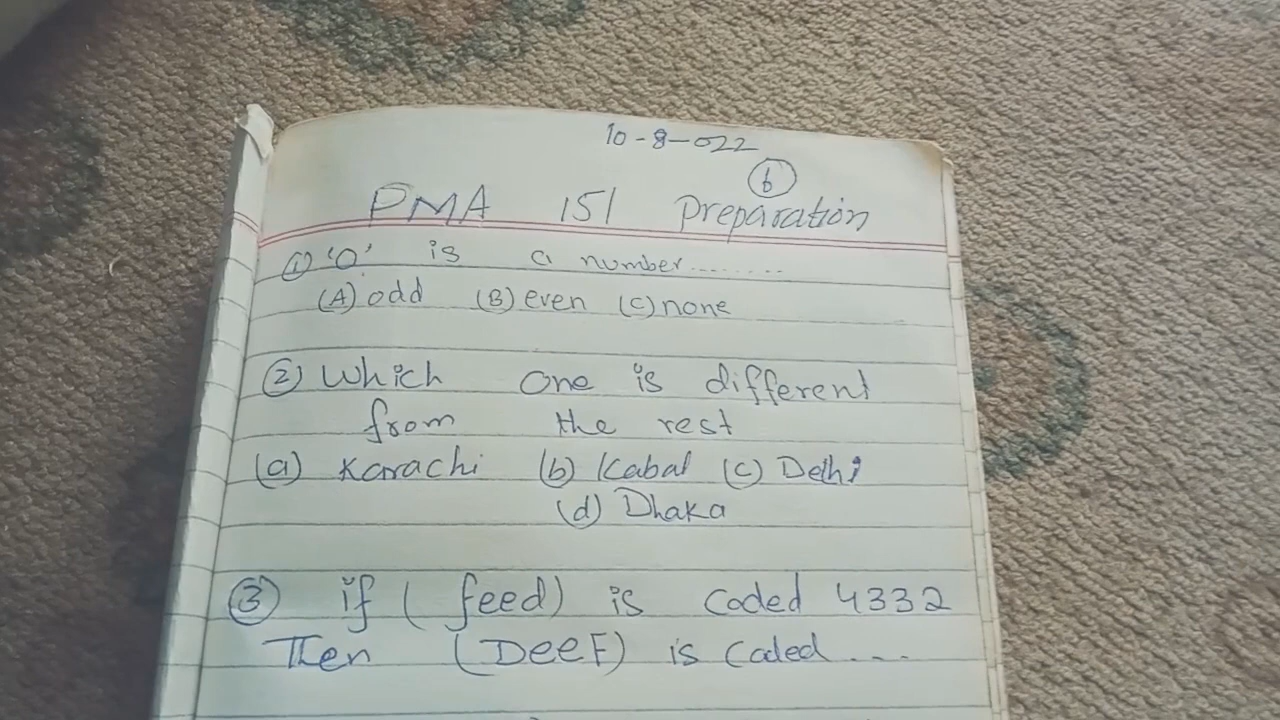 10-8-022
6
PMA 151 Preparation
① '0' is a number........
(A) odd (B) even (C) none
② Which one is different
from the rest
(a) Karachi (b) Kabal (c) Delhi
(d) Dhaka
③ if (feed) is coded 4332
Then (DeeF) is Coded....